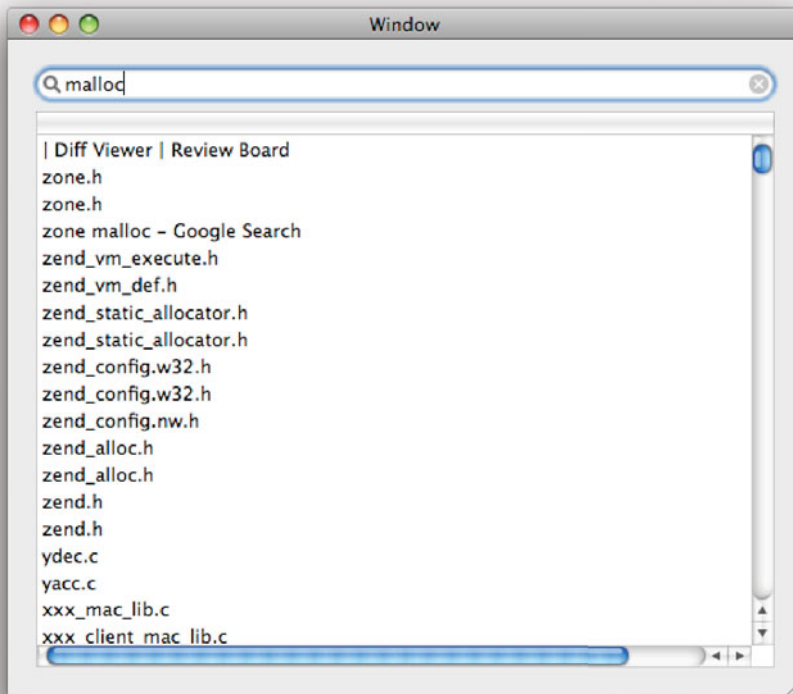 Window
malloc
| Diff Viewer | Review Board
zone.h
zone.h
zone malloc – Google Search
zend_vm_execute.h
zend_vm_def.h
zend_static_allocator.h
zend_static_allocator.h
zend_config.w32.h
zend_config.w32.h
zend_config.nw.h
zend_alloc.h
zend_alloc.h
zend.h
zend.h
ydec.c
yacc.c
xxx_mac_lib.c
xxx_client_mac_lib.c